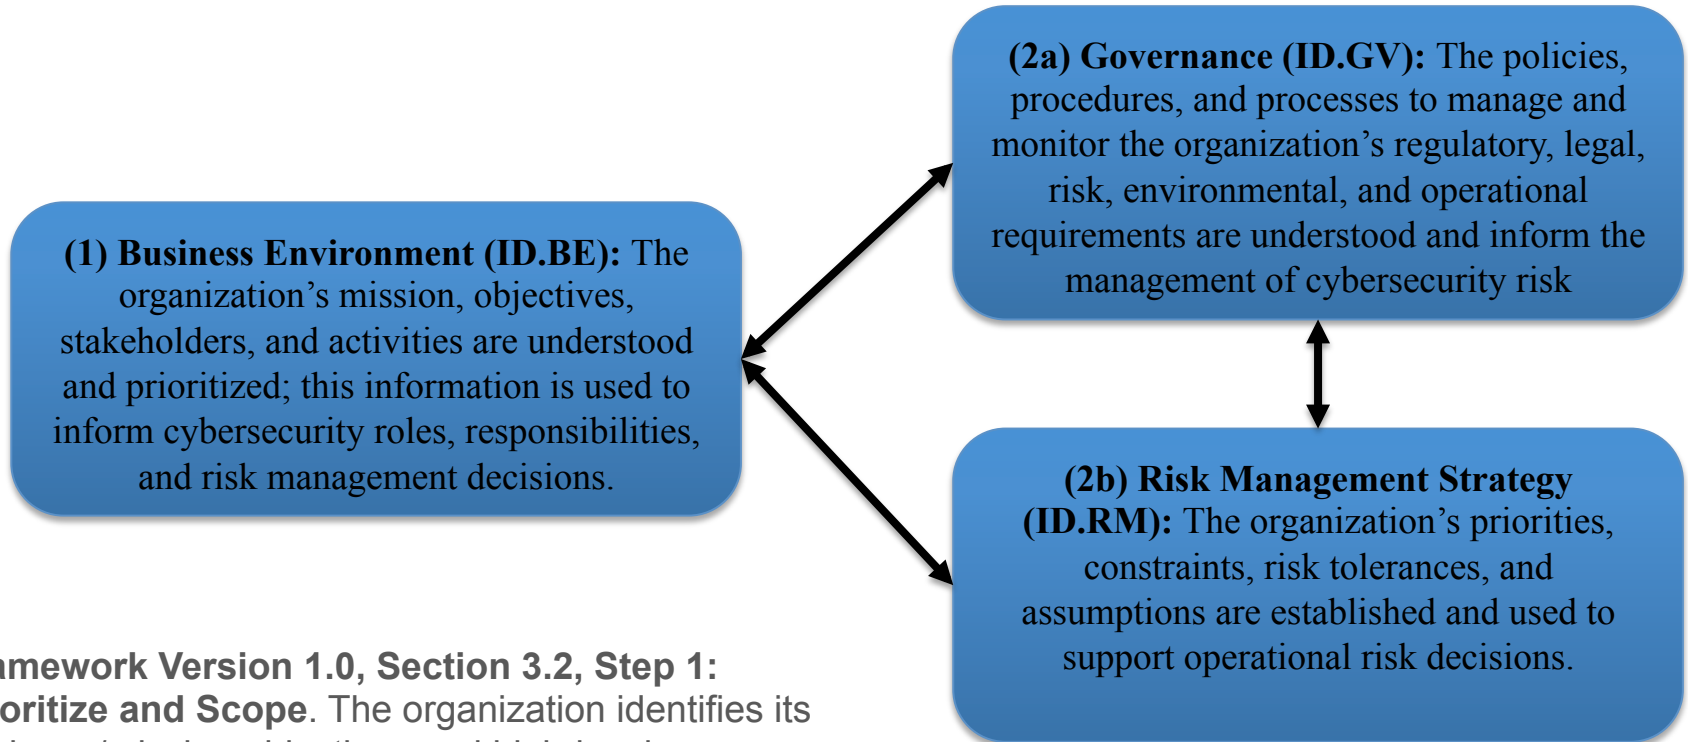 (2a) Governance (ID.GV): The policies,
procedures, and processes to manage and
monitor the organization’s regulatory, legal,
risk, environmental, and operational
requirements are understood and inform the
management of cybersecurity risk
(1) Business Environment (ID.BE): The
organization’s mission, objectives,
stakeholders, and activities are understood
and prioritized; this information is used to
inform cybersecurity roles, responsibilities,
and risk management decisions.
(2b) Risk Management Strategy
(ID.RM): The organization’s priorities,
constraints, risk tolerances, and
assumptions are established and used to
support operational risk decisions.
amework Version 1.0, Section 3.2, Step 1:
oritize and Scope. The organization identifies its